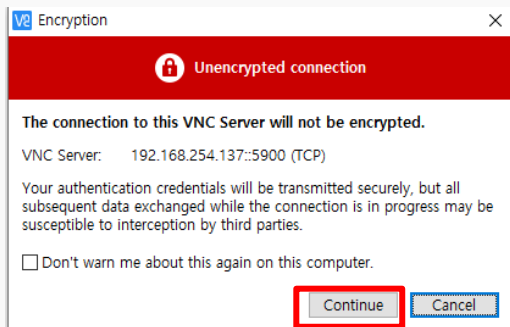 VC Encryption
Unencrypted connection
The connection to this VNC Server will not be encrypted.
VNC Server: 192.168.254.137::5900 (TCP)
Your authentication credentials will be transmitted securely, but all
subsequent data exchanged while the connection is in progress may be
susceptible to interception by third parties.
Don't warn me about this again on this computer.
Continue Cancel